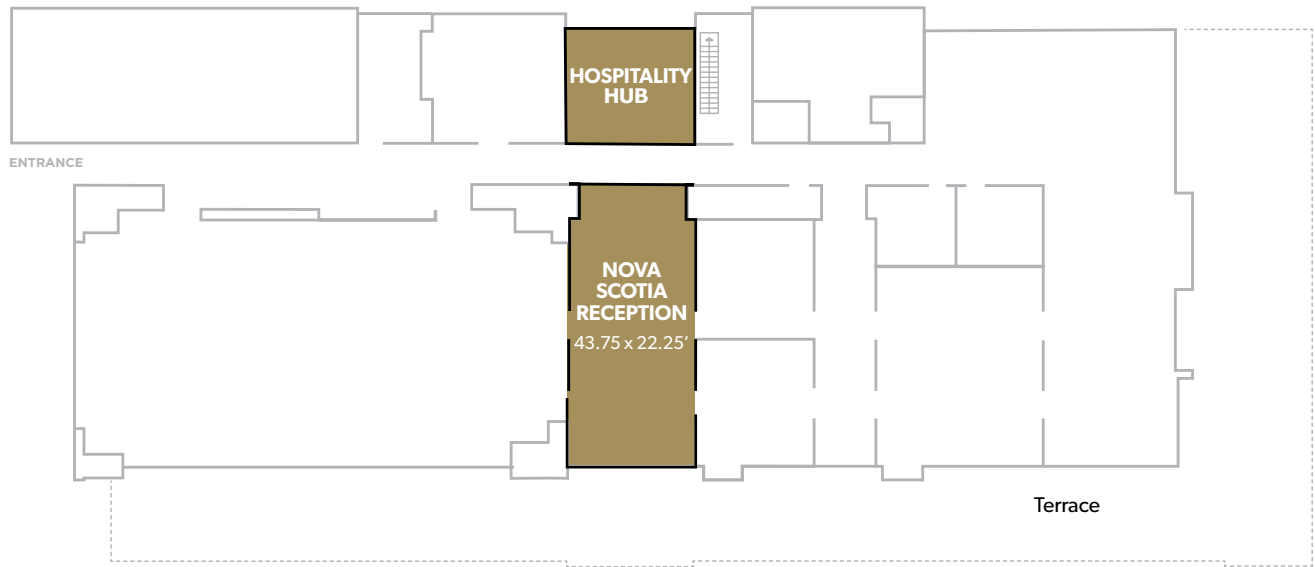 HOSPITALITY
HUB
ENTRANCE
NOVA
SCOTIA
RECEPTION
43.75 x 22.25’
Terrace